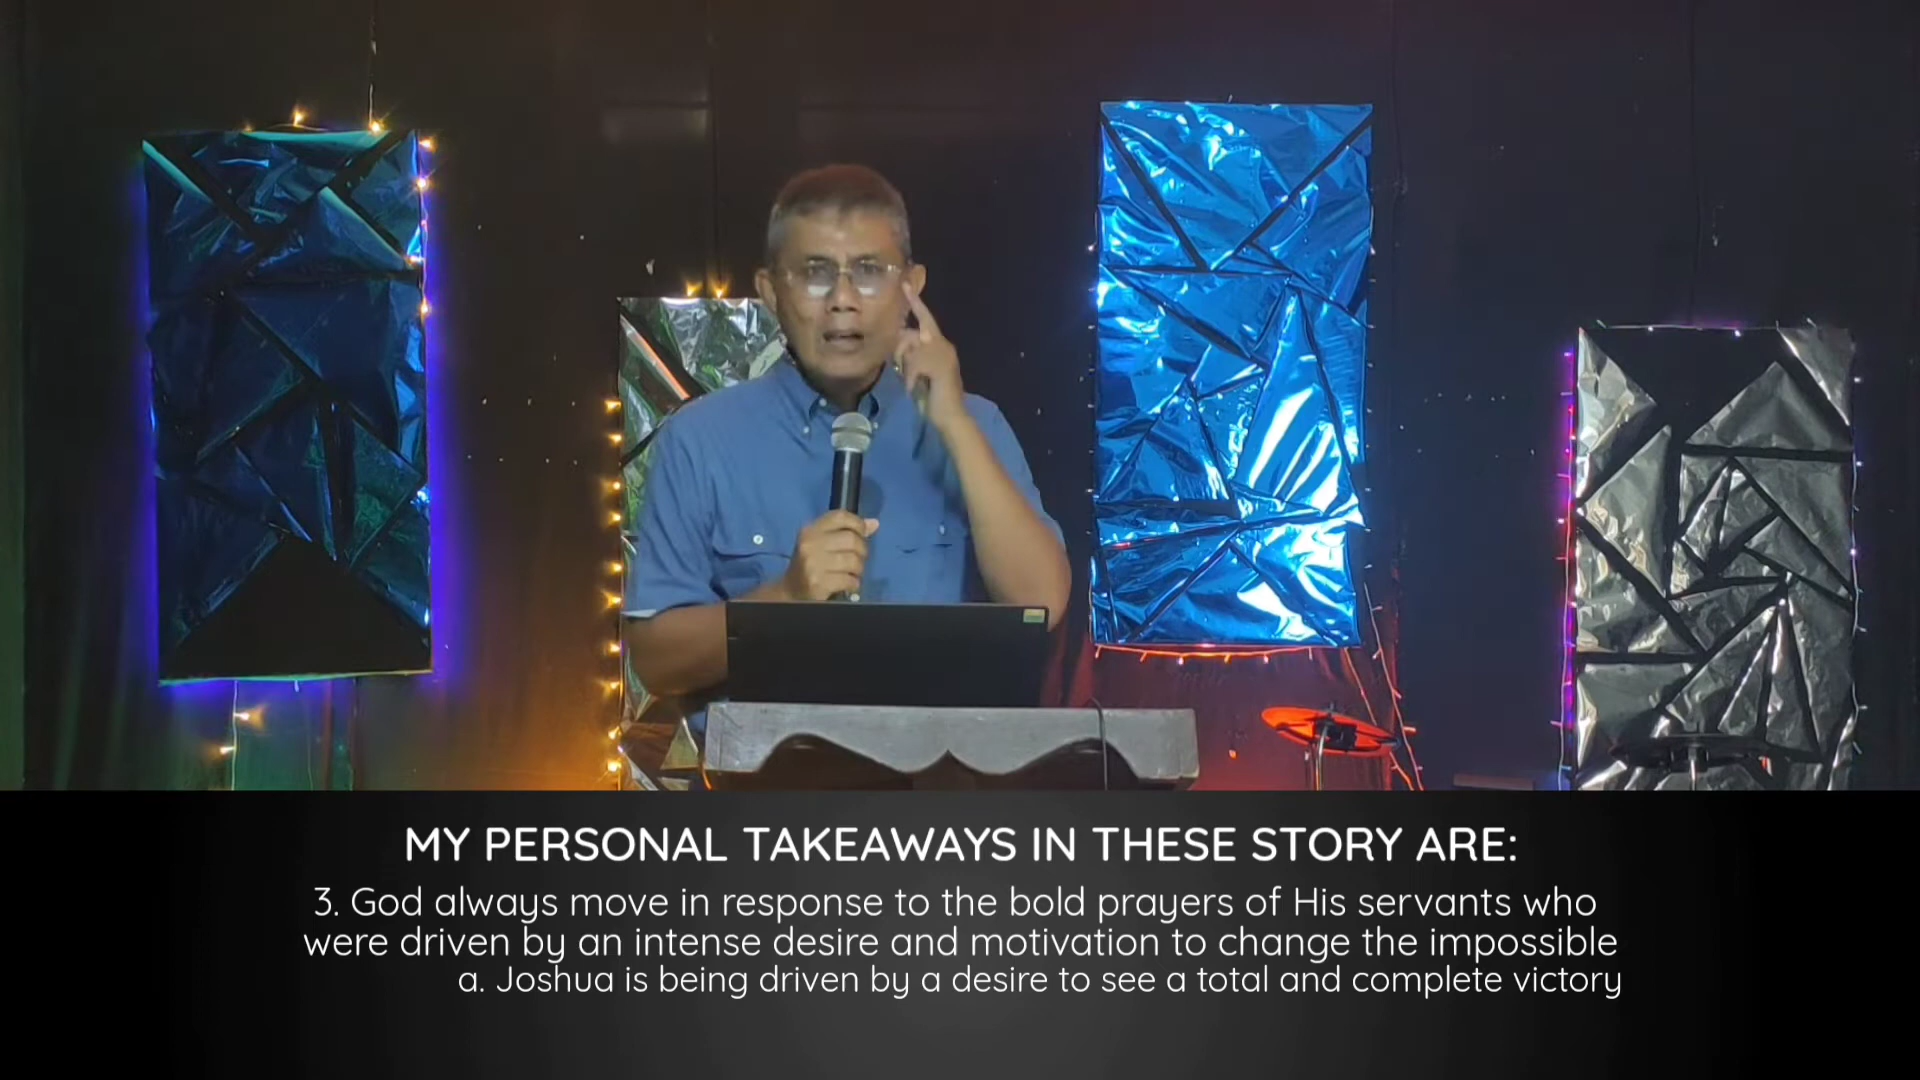 MY PERSONAL TAKEAWAYS IN THESE STORY ARE:
3. God always move in response to the bold prayers of His servants who
were driven by an intense desire and motivation to change the impossible
a. Joshua is being driven by a desire to see a total and complete victory